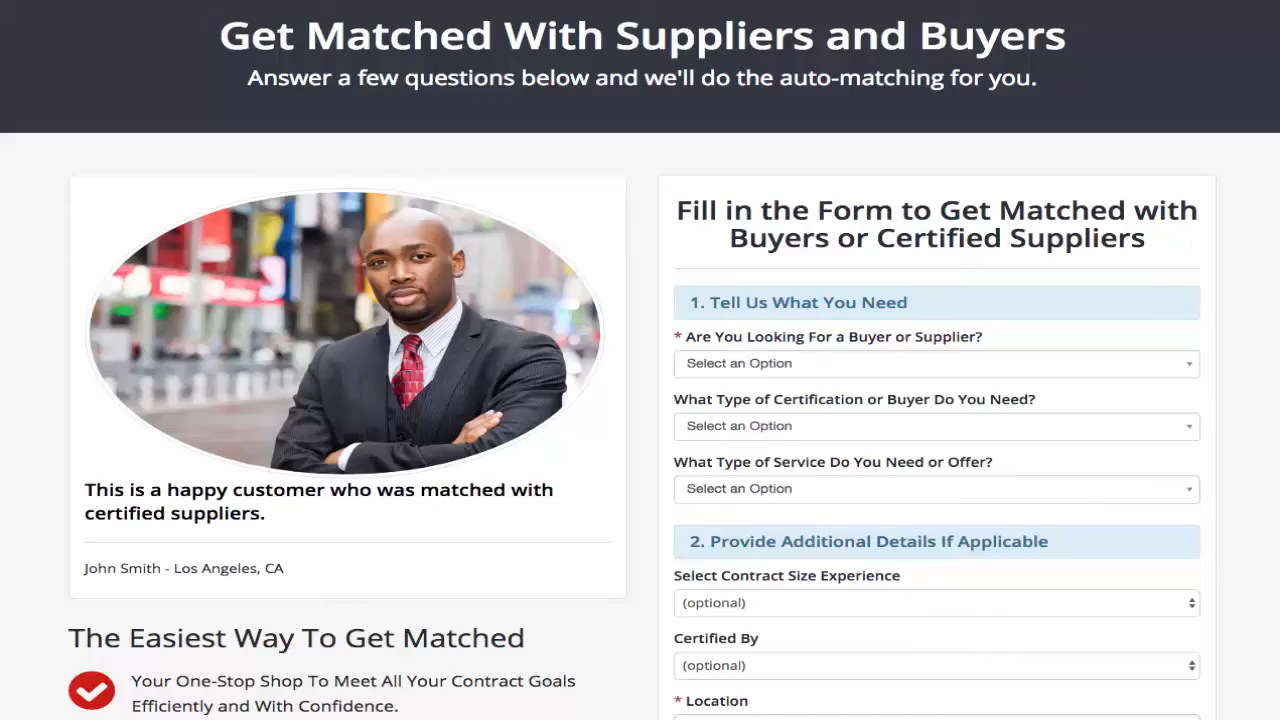 Get Matched With Suppliers and Buyers
Answer a few questions below and we'll do the auto-matching for you.
This is a happy customer who was matched with
certified suppliers.
John Smith - Los Angeles, CA
The Easiest Way To Get Matched
Your One-Stop Shop To Meet All Your Contract Goals
Efficiently and With Confidence.
Fill in the Form to Get Matched with
Buyers or Certified Suppliers
1. Tell Us What You Need
* Are You Looking For a Buyer or Supplier?
Select an Option
What Type of Certification or Buyer Do You Need?
Select an Option
What Type of Service Do You Need or Offer?
Select an Option
2. Provide Additional Details If Applicable
Select Contract Size Experience
(optional)
Certified By
(optional)
* Location